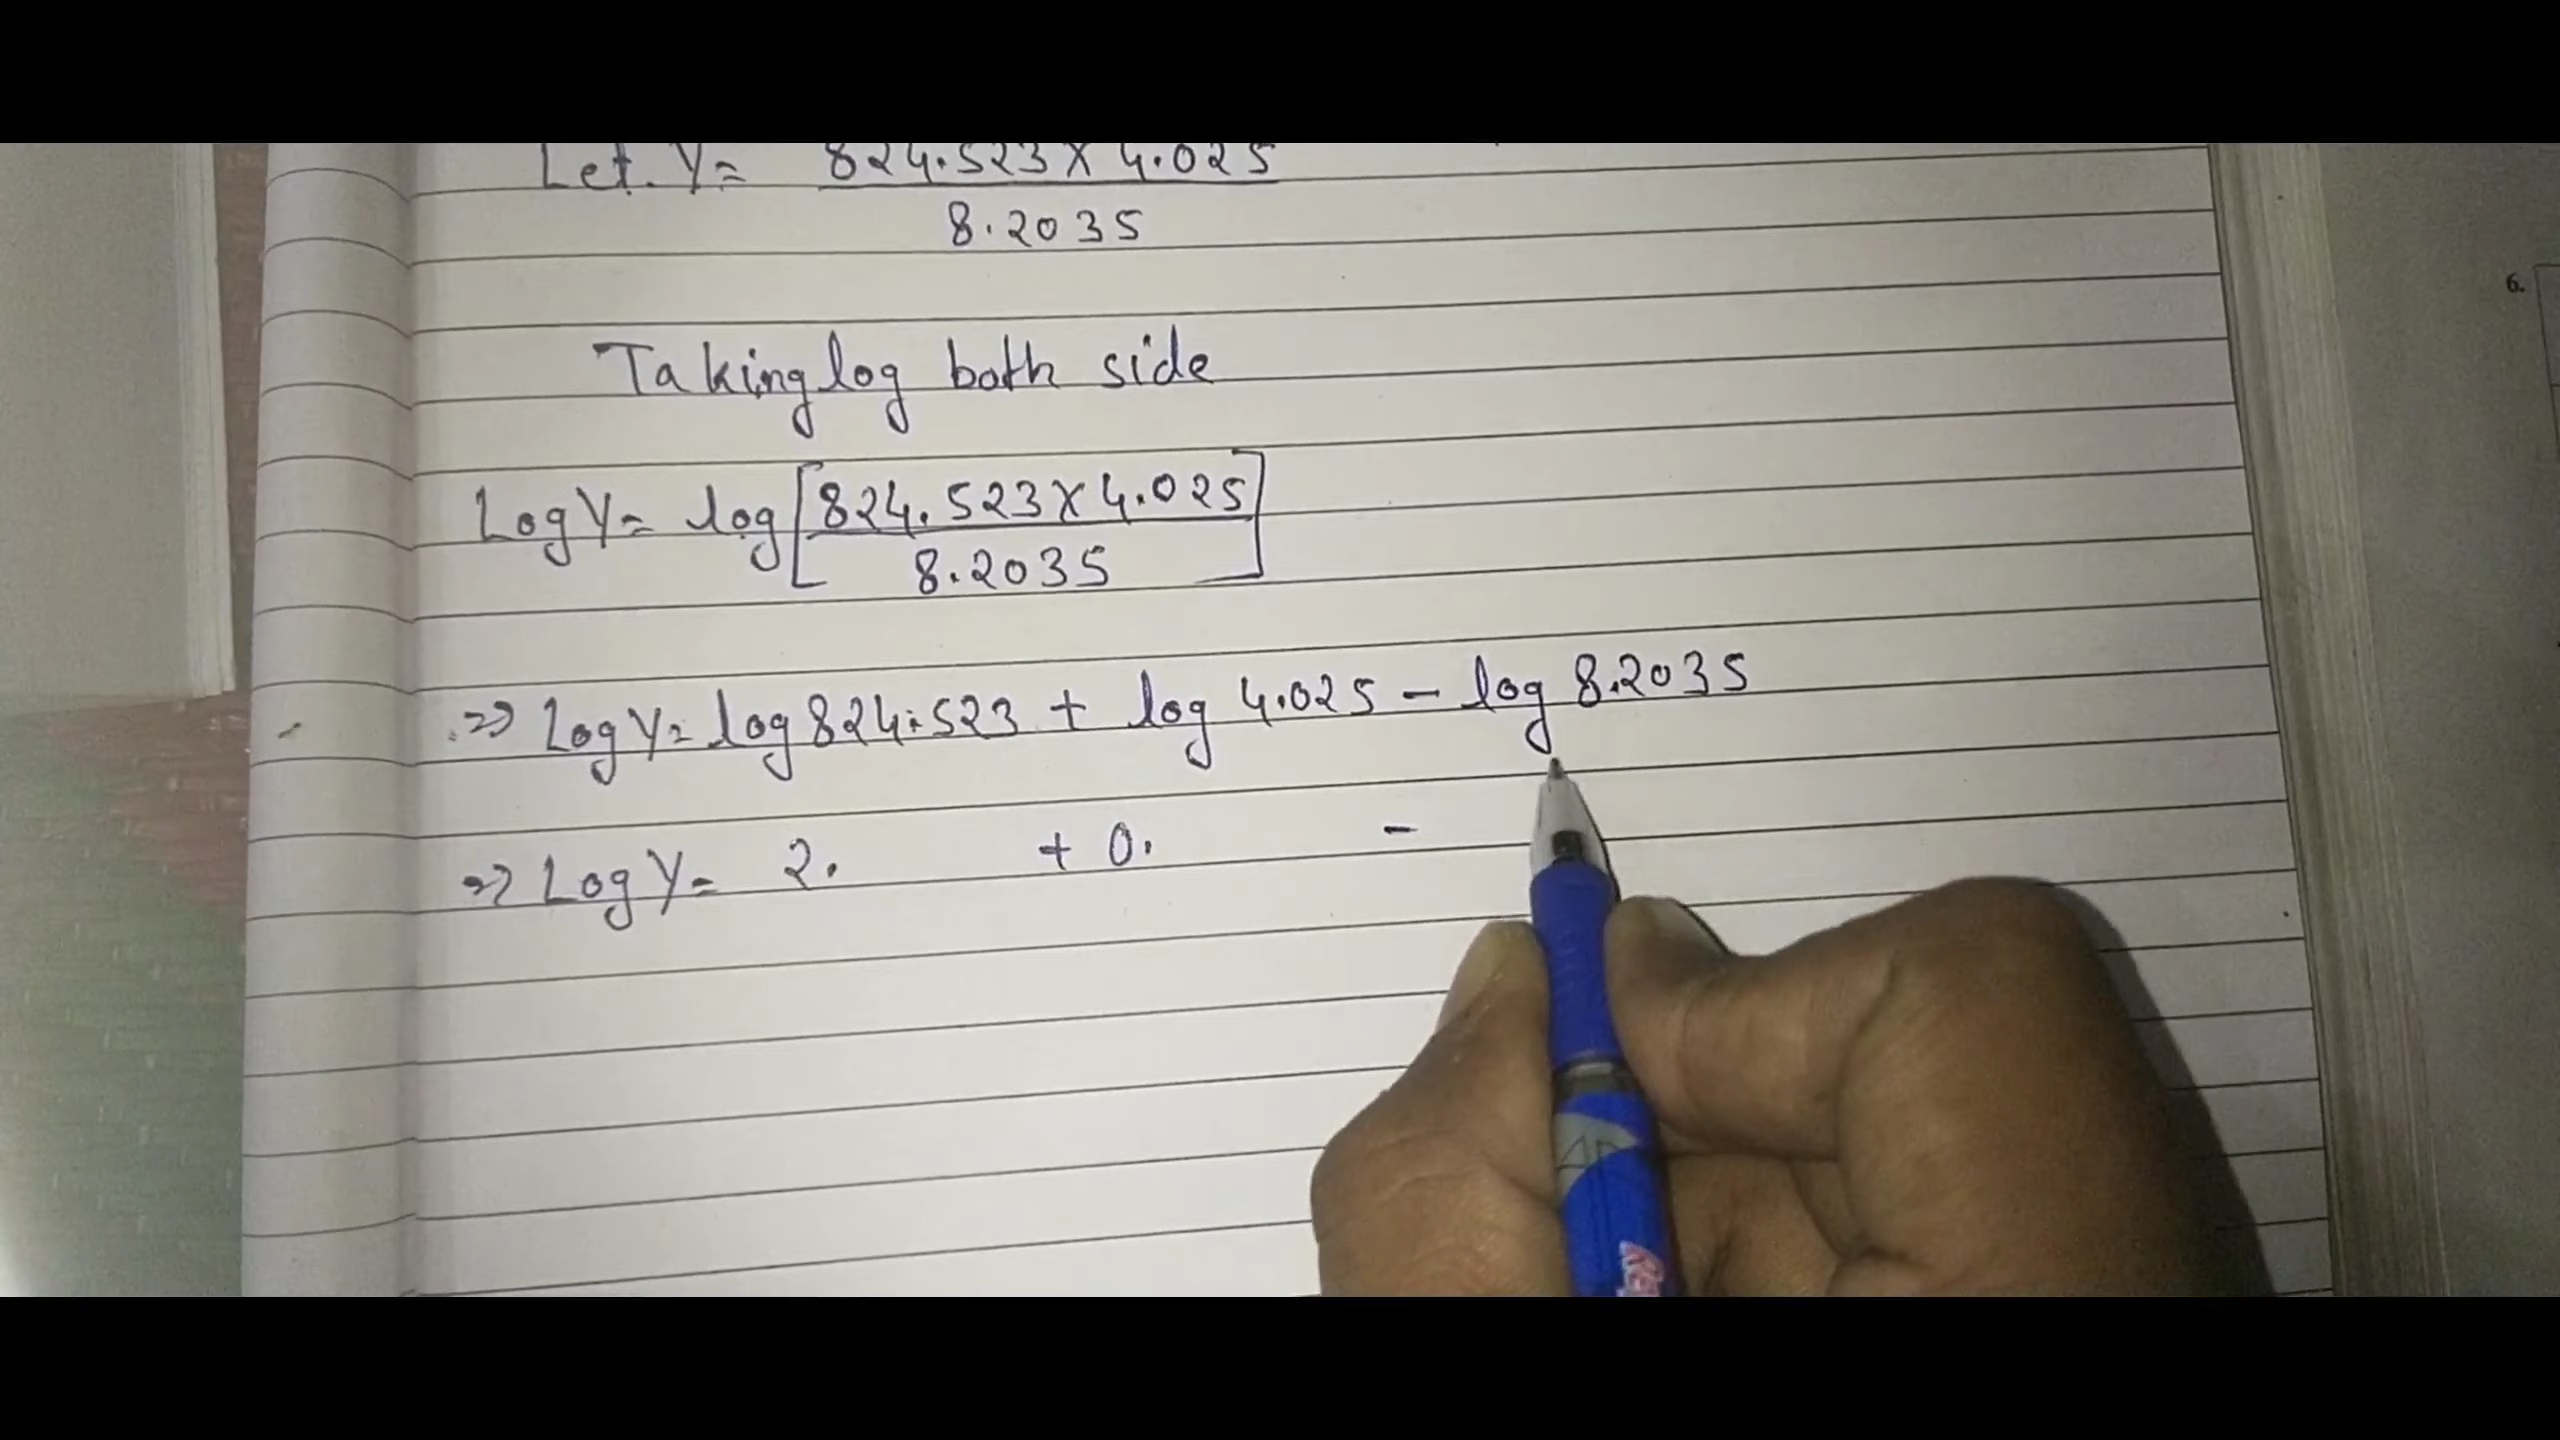 Let. Y = 824.523 X 4.025
8.2035
Taking log both side
Log Y = log [ 824.523 X 4.025
8.2035 ]
=> Log Y = log 824.523 + log 4.025 - log 8.2035
=> Log Y = 2. + 0. -
6.